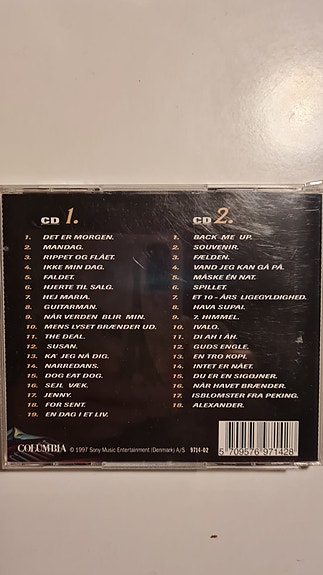 CD 1.
1. DET ER MORGEN.
2. MANDAG.
3. RIPPET OG FLÅET.
4. IKKE MIN DAG.
5. FALDET.
6. HJERTE TIL SALG.
7. HEJ MARIA.
8. GUITARMAN.
9. NÅR VERDEN BLIR MIN.
10. MENS LYSET BRÆNDER UD.
11. THE DEAL.
12. SUSAN.
13. KA' JEG NÅ DIG.
14. NARREDANS.
15. DOG EAT DOG.
16. SEJL VÆK.
17. JENNY.
18. FOR SENT.
19. EN DAG I ET LIV.
CD 2.
1. BACK ME UP.
2. SOUVENIR.
3. FÆLDEN.
4. VAND JEG KAN GÅ PÅ.
5. MÅSKE ÉN NAT.
6. SPILLET.
7. ET 10 - ÅRS LIGEGYLDIGHED.
8. HAVA SUPAI.
9. 7. HIMMEL.
10. IVALO.
11. DI AH I ÅH.
12. GUDS ENGLE.
13. EN TRO KOPI.
14. INTET ER NÅET.
15. DU ER EN SIGØJNER.
16. NÅR HAVET BRÆNDER.
17. ISBLOMSTER FRA PEKING.
18. ALEXANDER.
COLUMBIA © 1997 Sony Music Entertainment (Denmark) A/S 9714-02
5 709576 971428